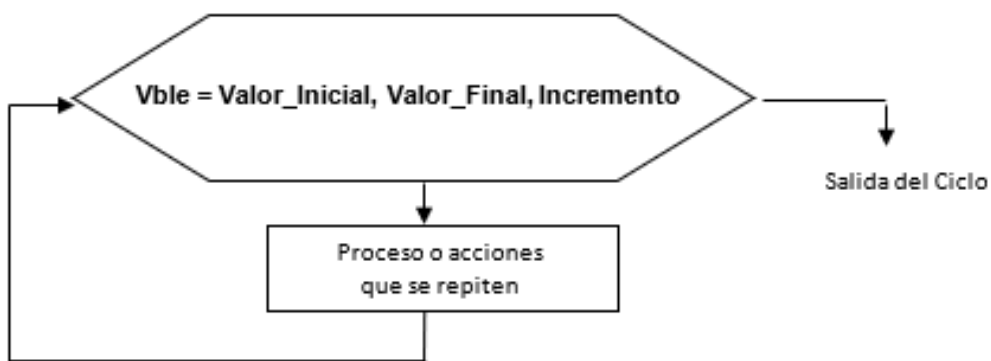 Vble = Valor_Inicial, Valor_Final, Incremento
Salida del Ciclo
Proceso o acciones
que se repiten